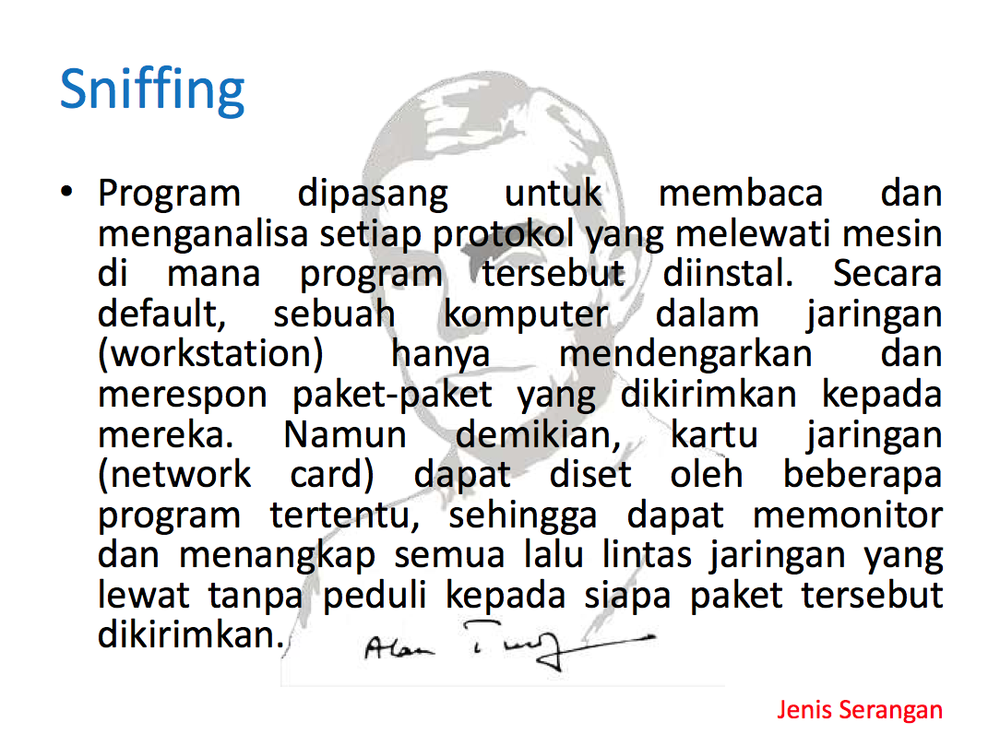 Sniffing
• Program dipasang untuk membaca dan
menganalisa setiap protokol yang melewati mesin
di mana program tersebut diinstal. Secara
default, sebuah komputer dalam jaringan
(workstation) hanya mendengarkan dan
merespon paket-paket yang dikirimkan kepada
mereka. Namun demikian, kartu jaringan
(network card) dapat diset oleh beberapa
program tertentu, sehingga dapat memonitor
dan menangkap semua lalu lintas jaringan yang
lewat tanpa peduli kepada siapa paket tersebut
dikirimkan.
Alan Turing
Jenis Serangan